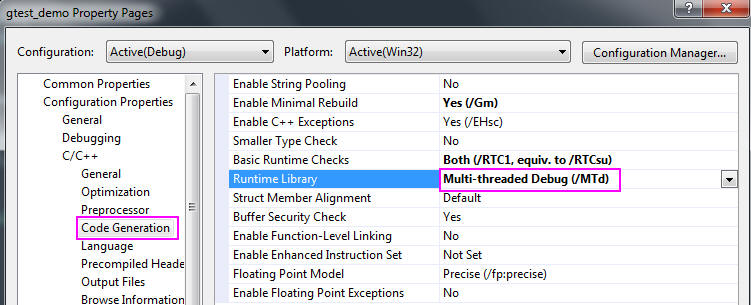 gtest_demo Property Pages
?
Configuration: Active(Debug) Platform: Active(Win32) Configuration Manager...
Common Properties
Configuration Properties
General
Debugging
C/C++
General
Optimization
Preprocessor
Code Generation
Language
Precompiled Heade
Output Files
Browse Information
Enable String Pooling No
Enable Minimal Rebuild Yes (/Gm)
Enable C++ Exceptions Yes (/EHsc)
Smaller Type Check No
Basic Runtime Checks Both (/RTC1, equiv. to /RTCsu)
Runtime Library Multi-threaded Debug (/MTd)
Struct Member Alignment Default
Buffer Security Check Yes
Enable Function-Level Linking No
Enable Enhanced Instruction Set Not Set
Floating Point Model Precise (/fp:precise)
Enable Floating Point Exceptions No